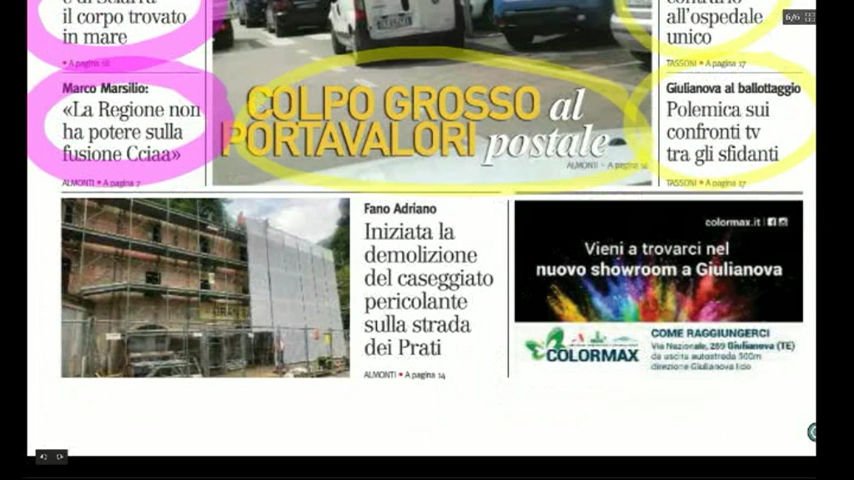 il corpo trovato
in mare
Marco Marsilio:
«La Regione non
ha potere sulla
fusione Cciaa»
ALMONTI • A pagina 7
COLPO GROSSO al
PORTAVALORI postale
ALMONTI • A pagina 14
all'ospedale
unico
TASSONI • A pagina 17
Giulianova al ballottaggio
Polemica sui
confronti tv
tra gli sfidanti
TASSONI • A pagina 17
Fano Adriano
Iniziata la
demolizione
del caseggiato
pericolante
sulla strada
dei Prati
ALMONTI • A pagina 14
colormax.it
Vieni a trovarci nel
nuovo showroom a Giulianova
COLORMAX
COME RAGGIUNGERCI
Via Nazionale, 289 Giulianova (TE)
da uscita autostrada 500m
direzione Giulianova lido
6/6